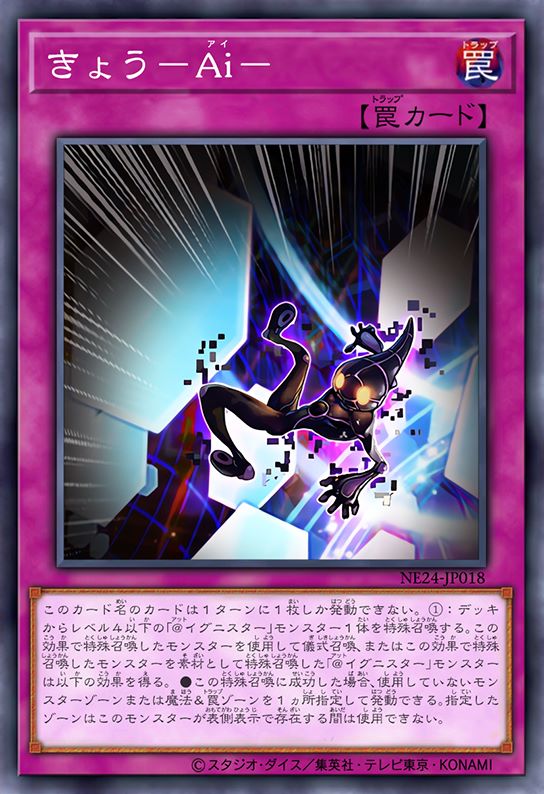 きょう－Ai－
アイ
罠
トラップ
【罠カード】
トラップ
NE24-JP018
このカード名のカードは１ターンに１枚しか発動できない。①：デッキ
からレベル４以下の「@イグニスター」モンスター１体を特殊召喚する。この
効果で特殊召喚したモンスターを使用して儀式召喚、またはこの効果で特殊
召喚したモンスターを素材として特殊召喚した「@イグニスター」モンスター
は以下の効果を得る。●この特殊召喚に成功した場合、使用していないモン
スターゾーンまたは魔法＆罠ゾーンを１ヵ所指定して発動できる。指定した
ゾーンはこのモンスターが表側表示で存在する間は使用できない。
©スタジオ・ダイス／集英社・テレビ東京・KONAMI